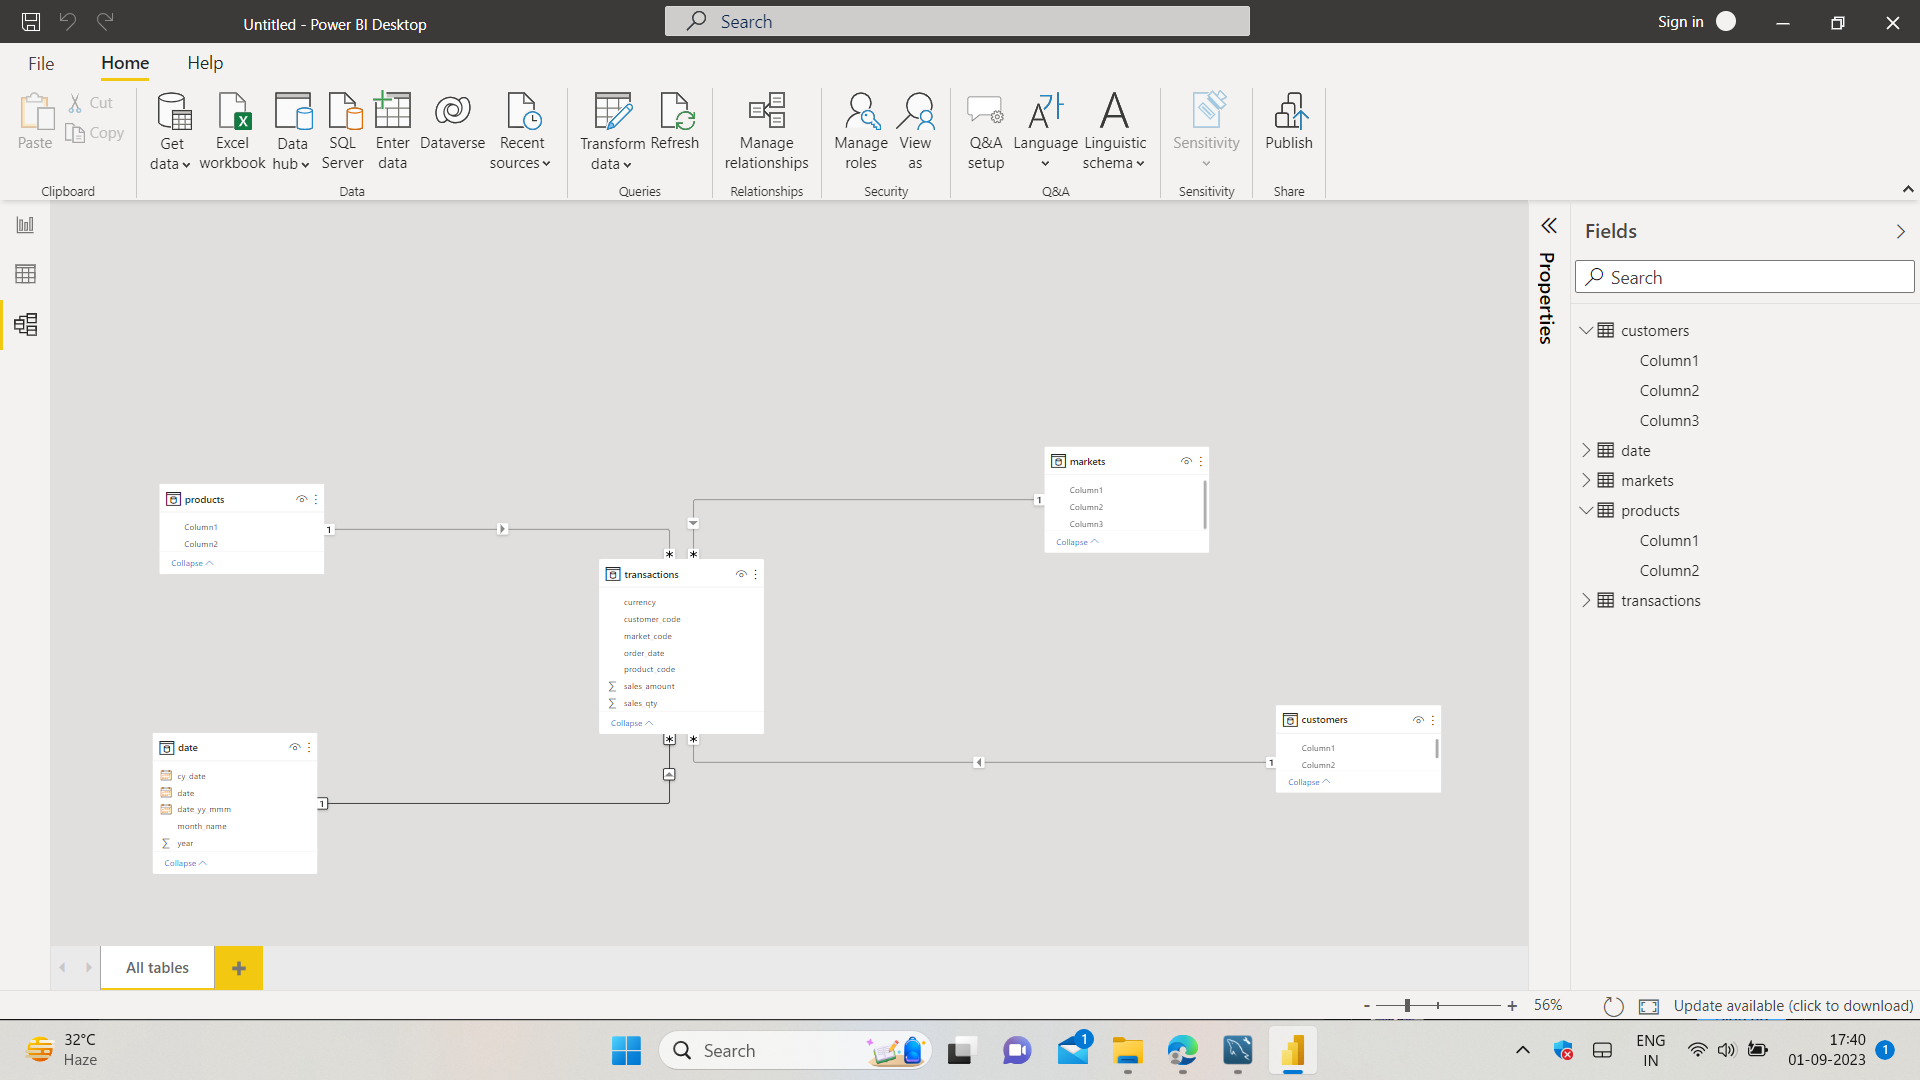 Untitled - Power BI Desktop
Search
Sign in
File
Home
Help
Paste
Cut
Copy
Clipboard
Get
data
Excel
workbook
Data
hub
SQL
Server
Enter
data
Dataverse
Recent
sources
Data
Transform
data
Refresh
Queries
Manage
relationships
Relationships
Manage
roles
View
as
Security
Q&A
setup
Language
Linguistic
schema
Q&A
Sensitivity
Sensitivity
Publish
Share
products
Column1
Column2
Collapse
1
*
*
markets
Column1
Column2
Column3
Collapse
1
transactions
currency
customer_code
market_code
order_date
product_code
∑ sales_amount
∑ sales_qty
Collapse
*
*
date
cy_date
date
date_yy_mmm
month_name
∑ year
Collapse
1
customers
Column1
Column2
Collapse
1
Properties
Fields
Search
customers
Column1
Column2
Column3
date
markets
products
Column1
Column2
transactions
All tables
+
- + 56%
Update available (click to download)
32°C
Haze
Search
1
ENG
IN
17:40
01-09-2023
1